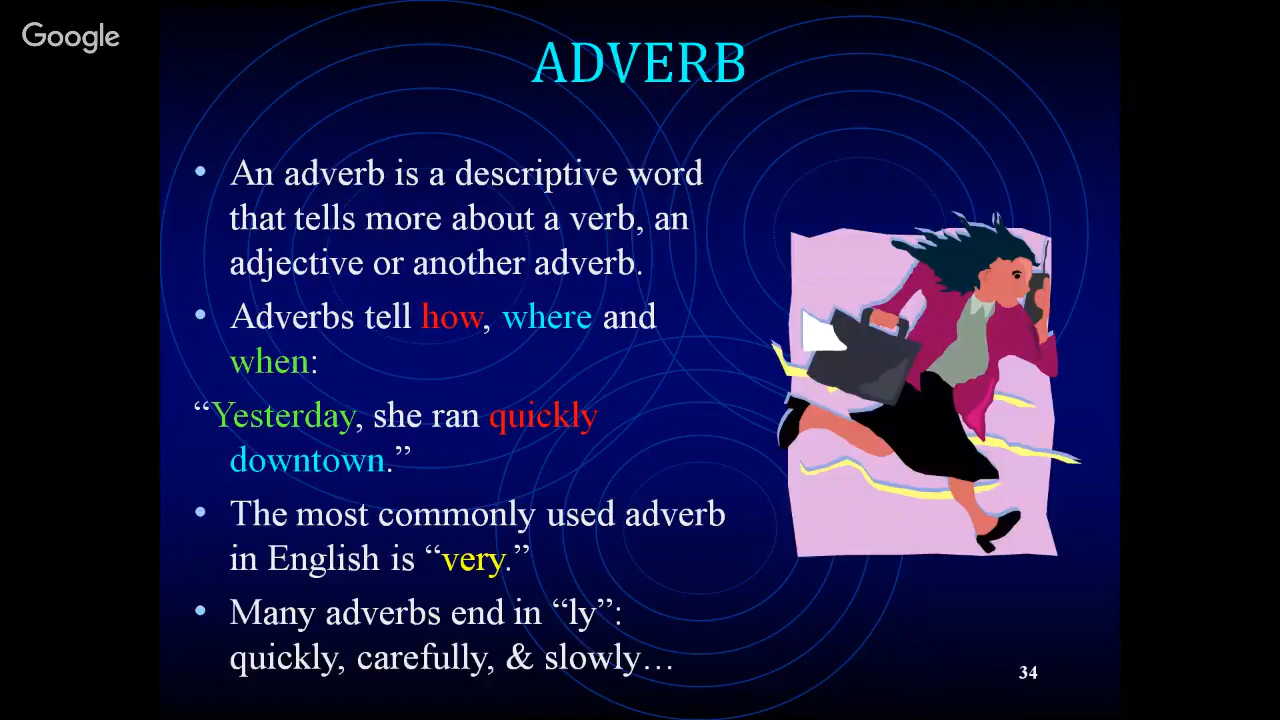 Google
ADVERB
• An adverb is a descriptive word
that tells more about a verb, an
adjective or another adverb.
• Adverbs tell how, where and
when:
“Yesterday, she ran quickly
downtown.”
• The most commonly used adverb
in English is “very.”
• Many adverbs end in “ly”:
quickly, carefully, & slowly…
34